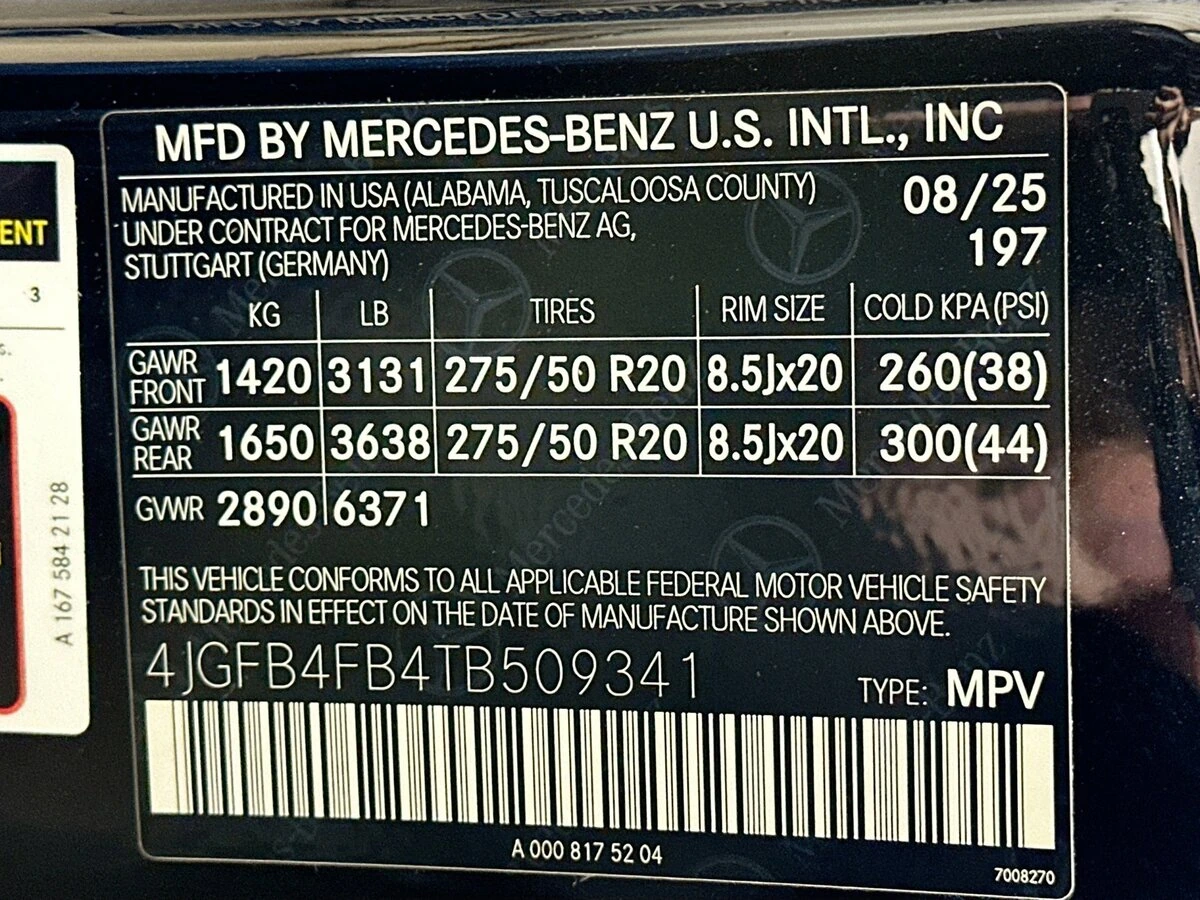 MFD BY MERCEDES-BENZ U.S. INTL., INC
MANUFACTURED IN USA (ALABAMA, TUSCALOOSA COUNTY) 08/25
UNDER CONTRACT FOR MERCEDES-BENZ AG, 197
STUTTGART (GERMANY)
KG LB TIRES RIM SIZE COLD KPA (PSI)
GAWR FRONT 1420 3131 275/50 R20 8.5Jx20 260(38)
GAWR REAR 1650 3638 275/50 R20 8.5Jx20 300(44)
GVWR 2890 6371
THIS VEHICLE CONFORMS TO ALL APPLICABLE FEDERAL MOTOR VEHICLE SAFETY
STANDARDS IN EFFECT ON THE DATE OF MANUFACTURE SHOWN ABOVE.
4JGFB4FB4TB509341 TYPE: MPV
A 000 817 52 04
7008270
ENT
3
A 167 584 21 28